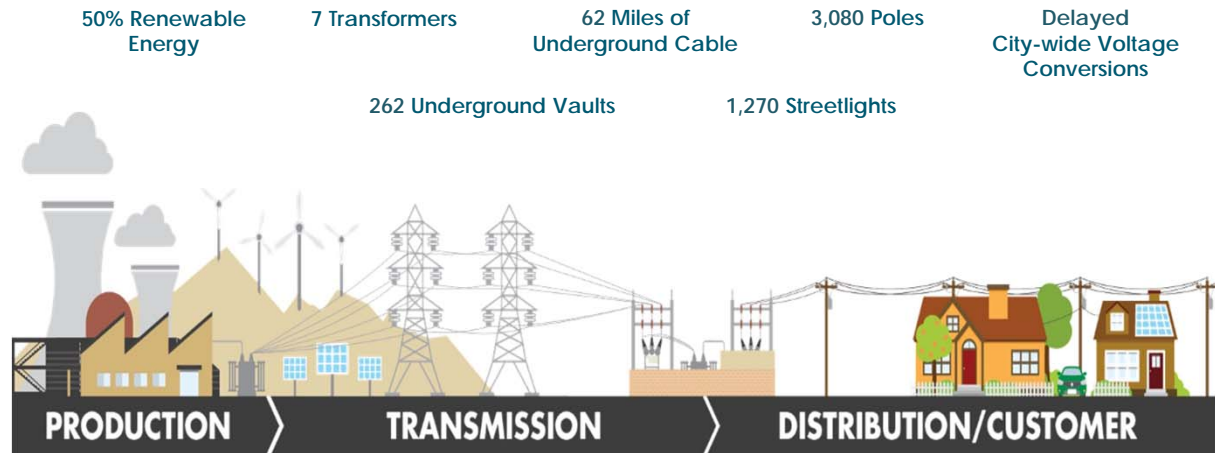 50% Renewable
Energy
7 Transformers
62 Miles of
Underground Cable
3,080 Poles
Delayed
City-wide Voltage
Conversions
262 Underground Vaults
1,270 Streetlights
PRODUCTION
TRANSMISSION
DISTRIBUTION/CUSTOMER